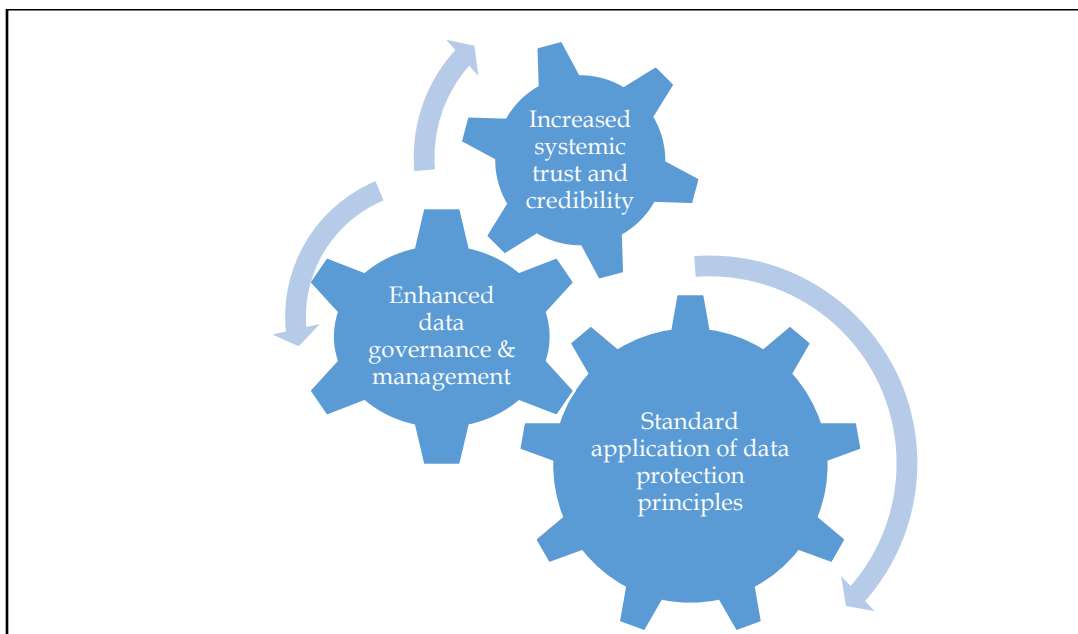 Increased
systemic
trust and
credibility
Enhanced
data
governance &
management
Standard
application of data
protection
principles